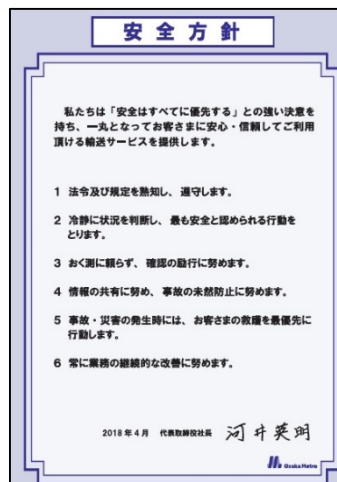 安全方針
私たちは「安全はすべてに優先する」との強い決意を
持ち、一丸となってお客さまに安心・信頼してご利用
頂ける輸送サービスを提供します。
1 法令及び規定を熟知し、遵守します。
2 冷静に状況を判断し、最も安全と認められる行動を
とります。
3 おく測に頼らず、確認の励行に努めます。
4 情報の共有に努め、事故の未然防止に努めます。
5 事故・災害の発生時には、お客さまの救護を最優先に
行動します。
6 常に業務の継続的な改善に努めます。
2018年4月 代表取締役社長 河井英明
Osaka Metro